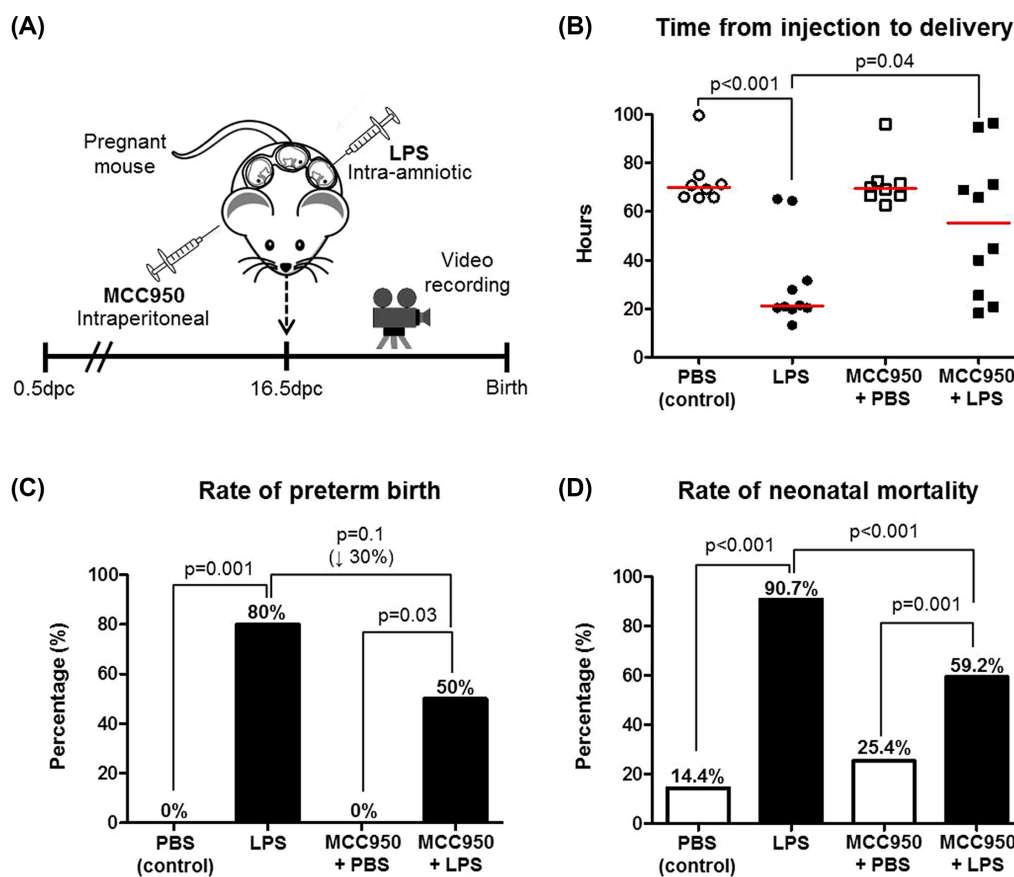 (A)
Pregnant
mouse
LPS
Intra-amniotic
MCC950
Intraperitoneal
Video
recording
0.5dpc
16.5dpc
Birth
(B)
Time from injection to delivery
p=0.04
p<0.001
100
80
60
40
20
0
Hours
PBS
(control)
LPS
MCC950
+ PBS
MCC950
+ LPS
(C)
Rate of preterm birth
p=0.1
(↓ 30%)
p=0.001
p=0.03
100
80
60
40
20
0
Percentage (%)
0%
80%
0%
50%
PBS
(control)
LPS
MCC950
+ PBS
MCC950
+ LPS
(D)
Rate of neonatal mortality
p<0.001
p<0.001
p=0.001
100
80
60
40
20
0
Percentage (%)
14.4%
90.7%
25.4%
59.2%
PBS
(control)
LPS
MCC950
+ PBS
MCC950
+ LPS